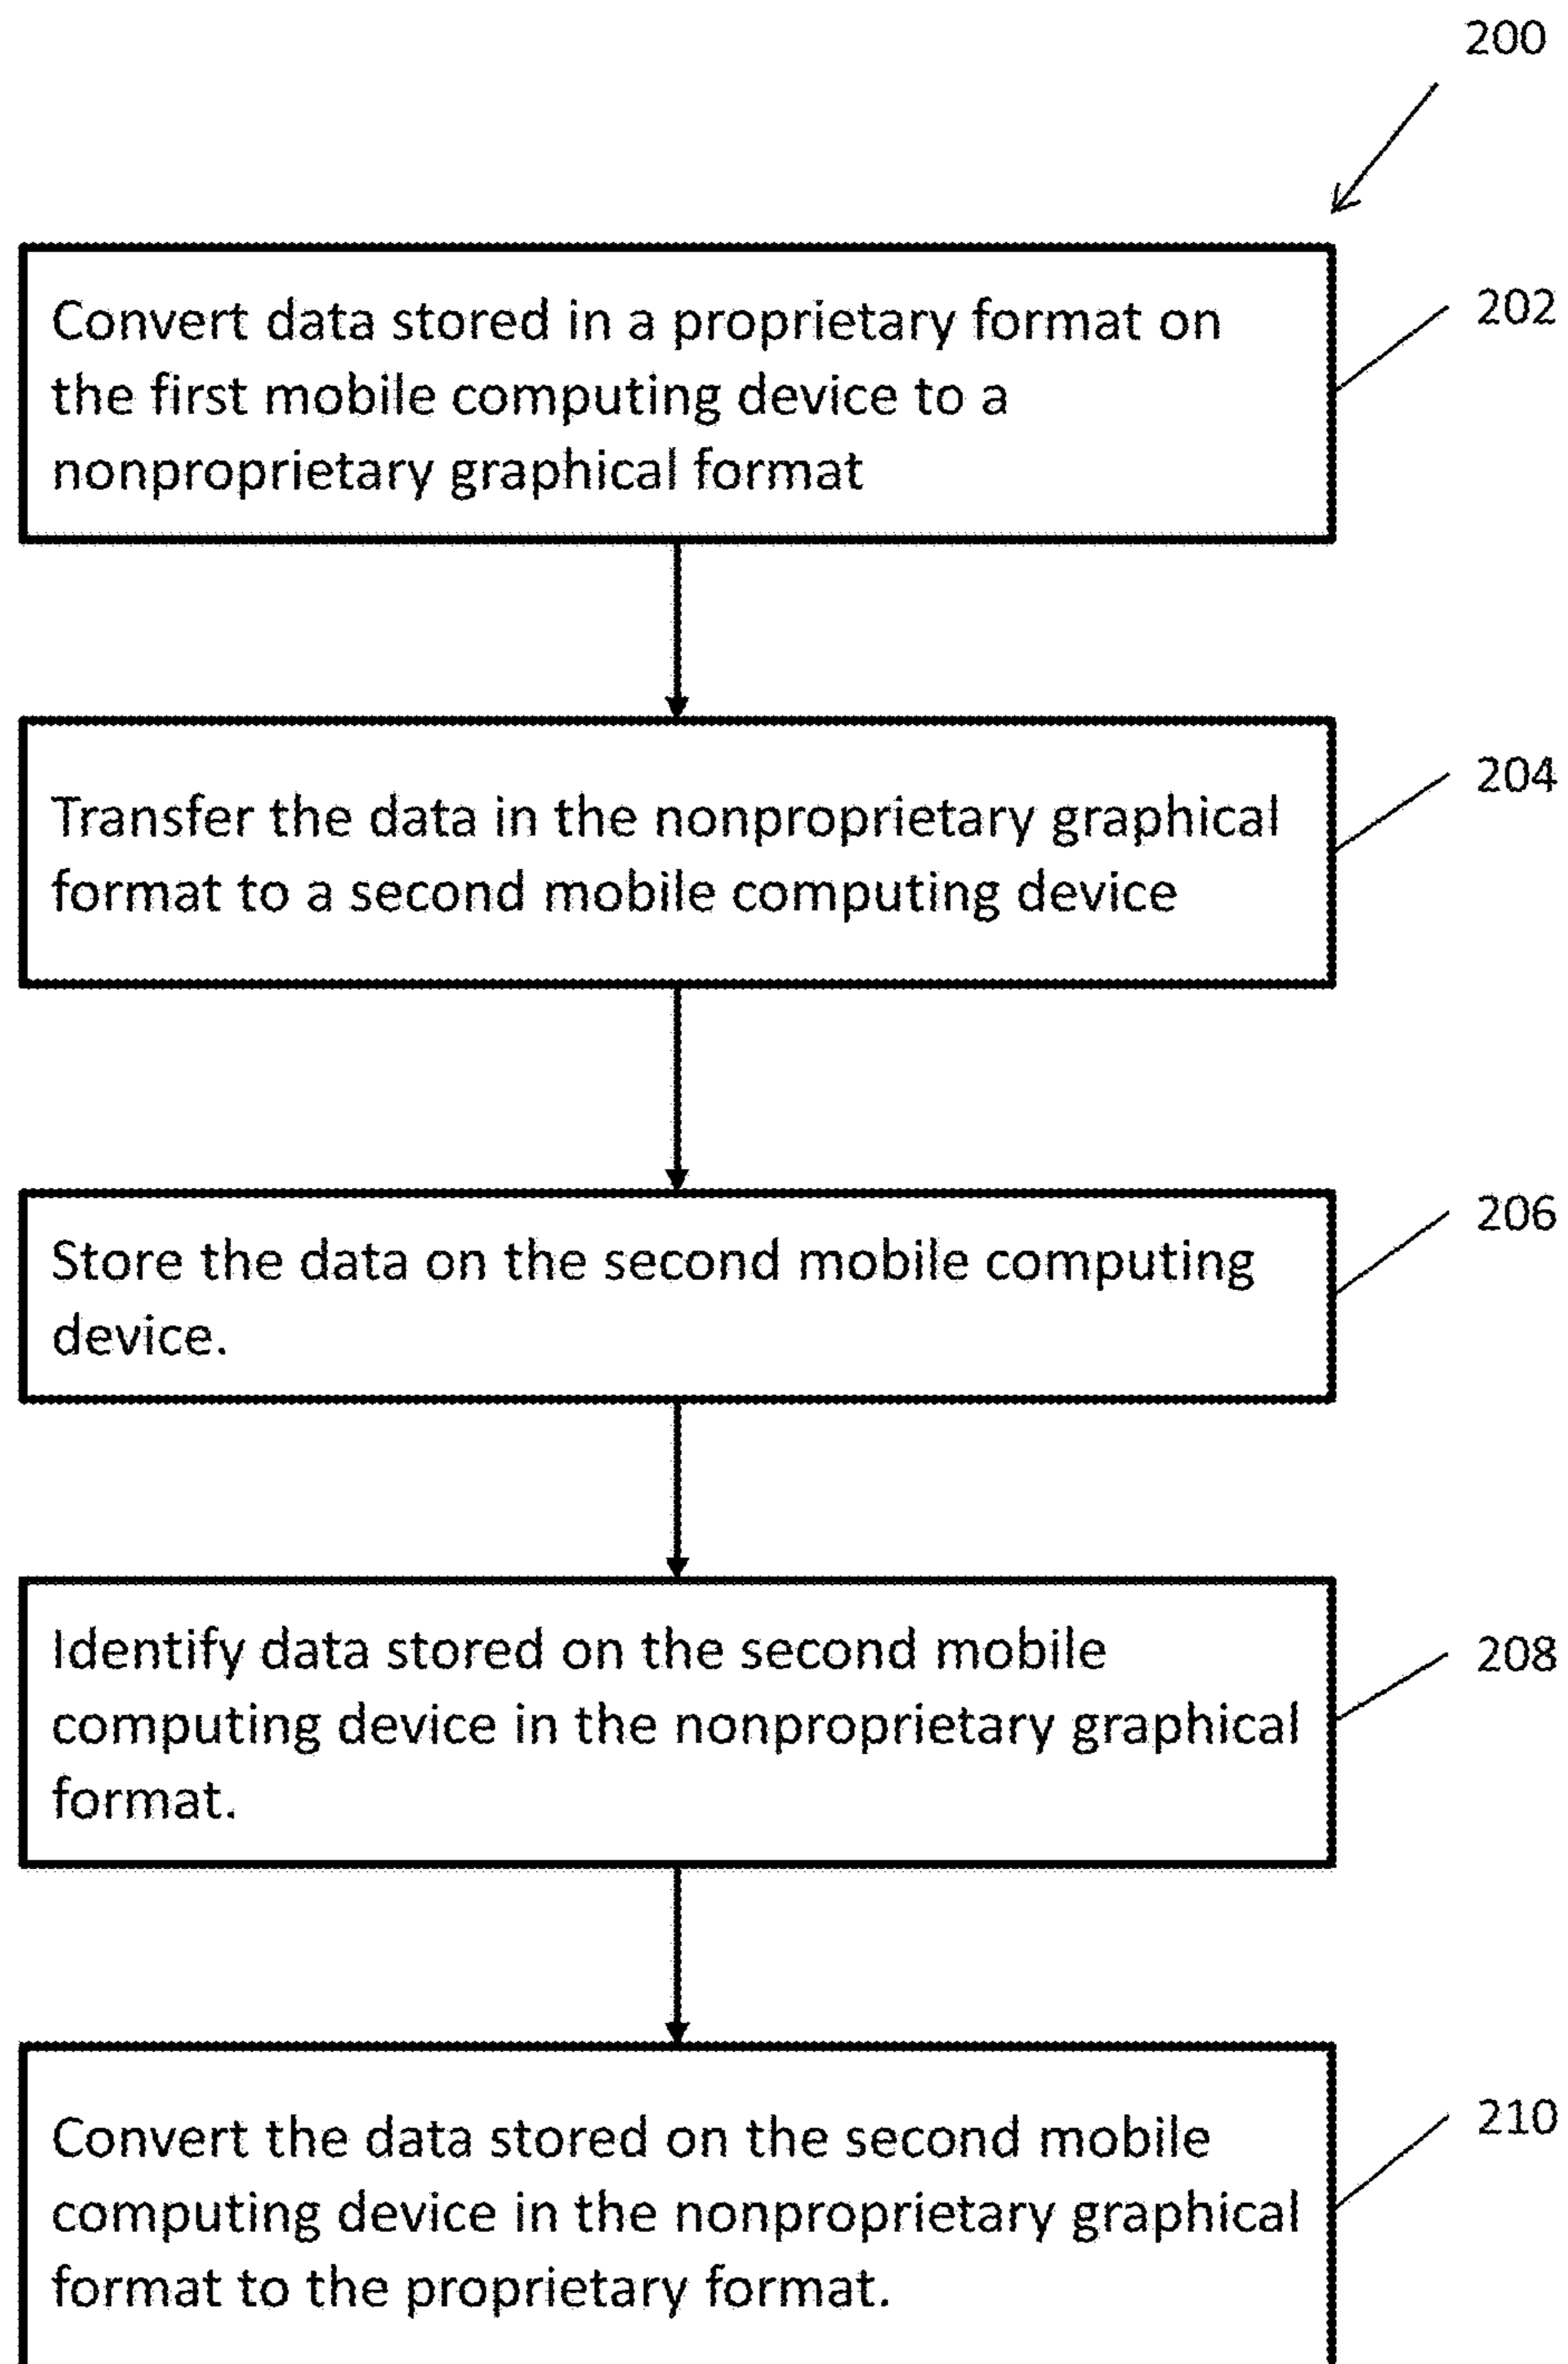 200
Convert data stored in a proprietary format on
the first mobile computing device to a
nonproprietary graphical format
202
Transfer the data in the nonproprietary graphical
format to a second mobile computing device
204
Store the data on the second mobile computing
device.
206
Identify data stored on the second mobile
computing device in the nonproprietary graphical
format.
208
Convert the data stored on the second mobile
computing device in the nonproprietary graphical
format to the proprietary format.
210